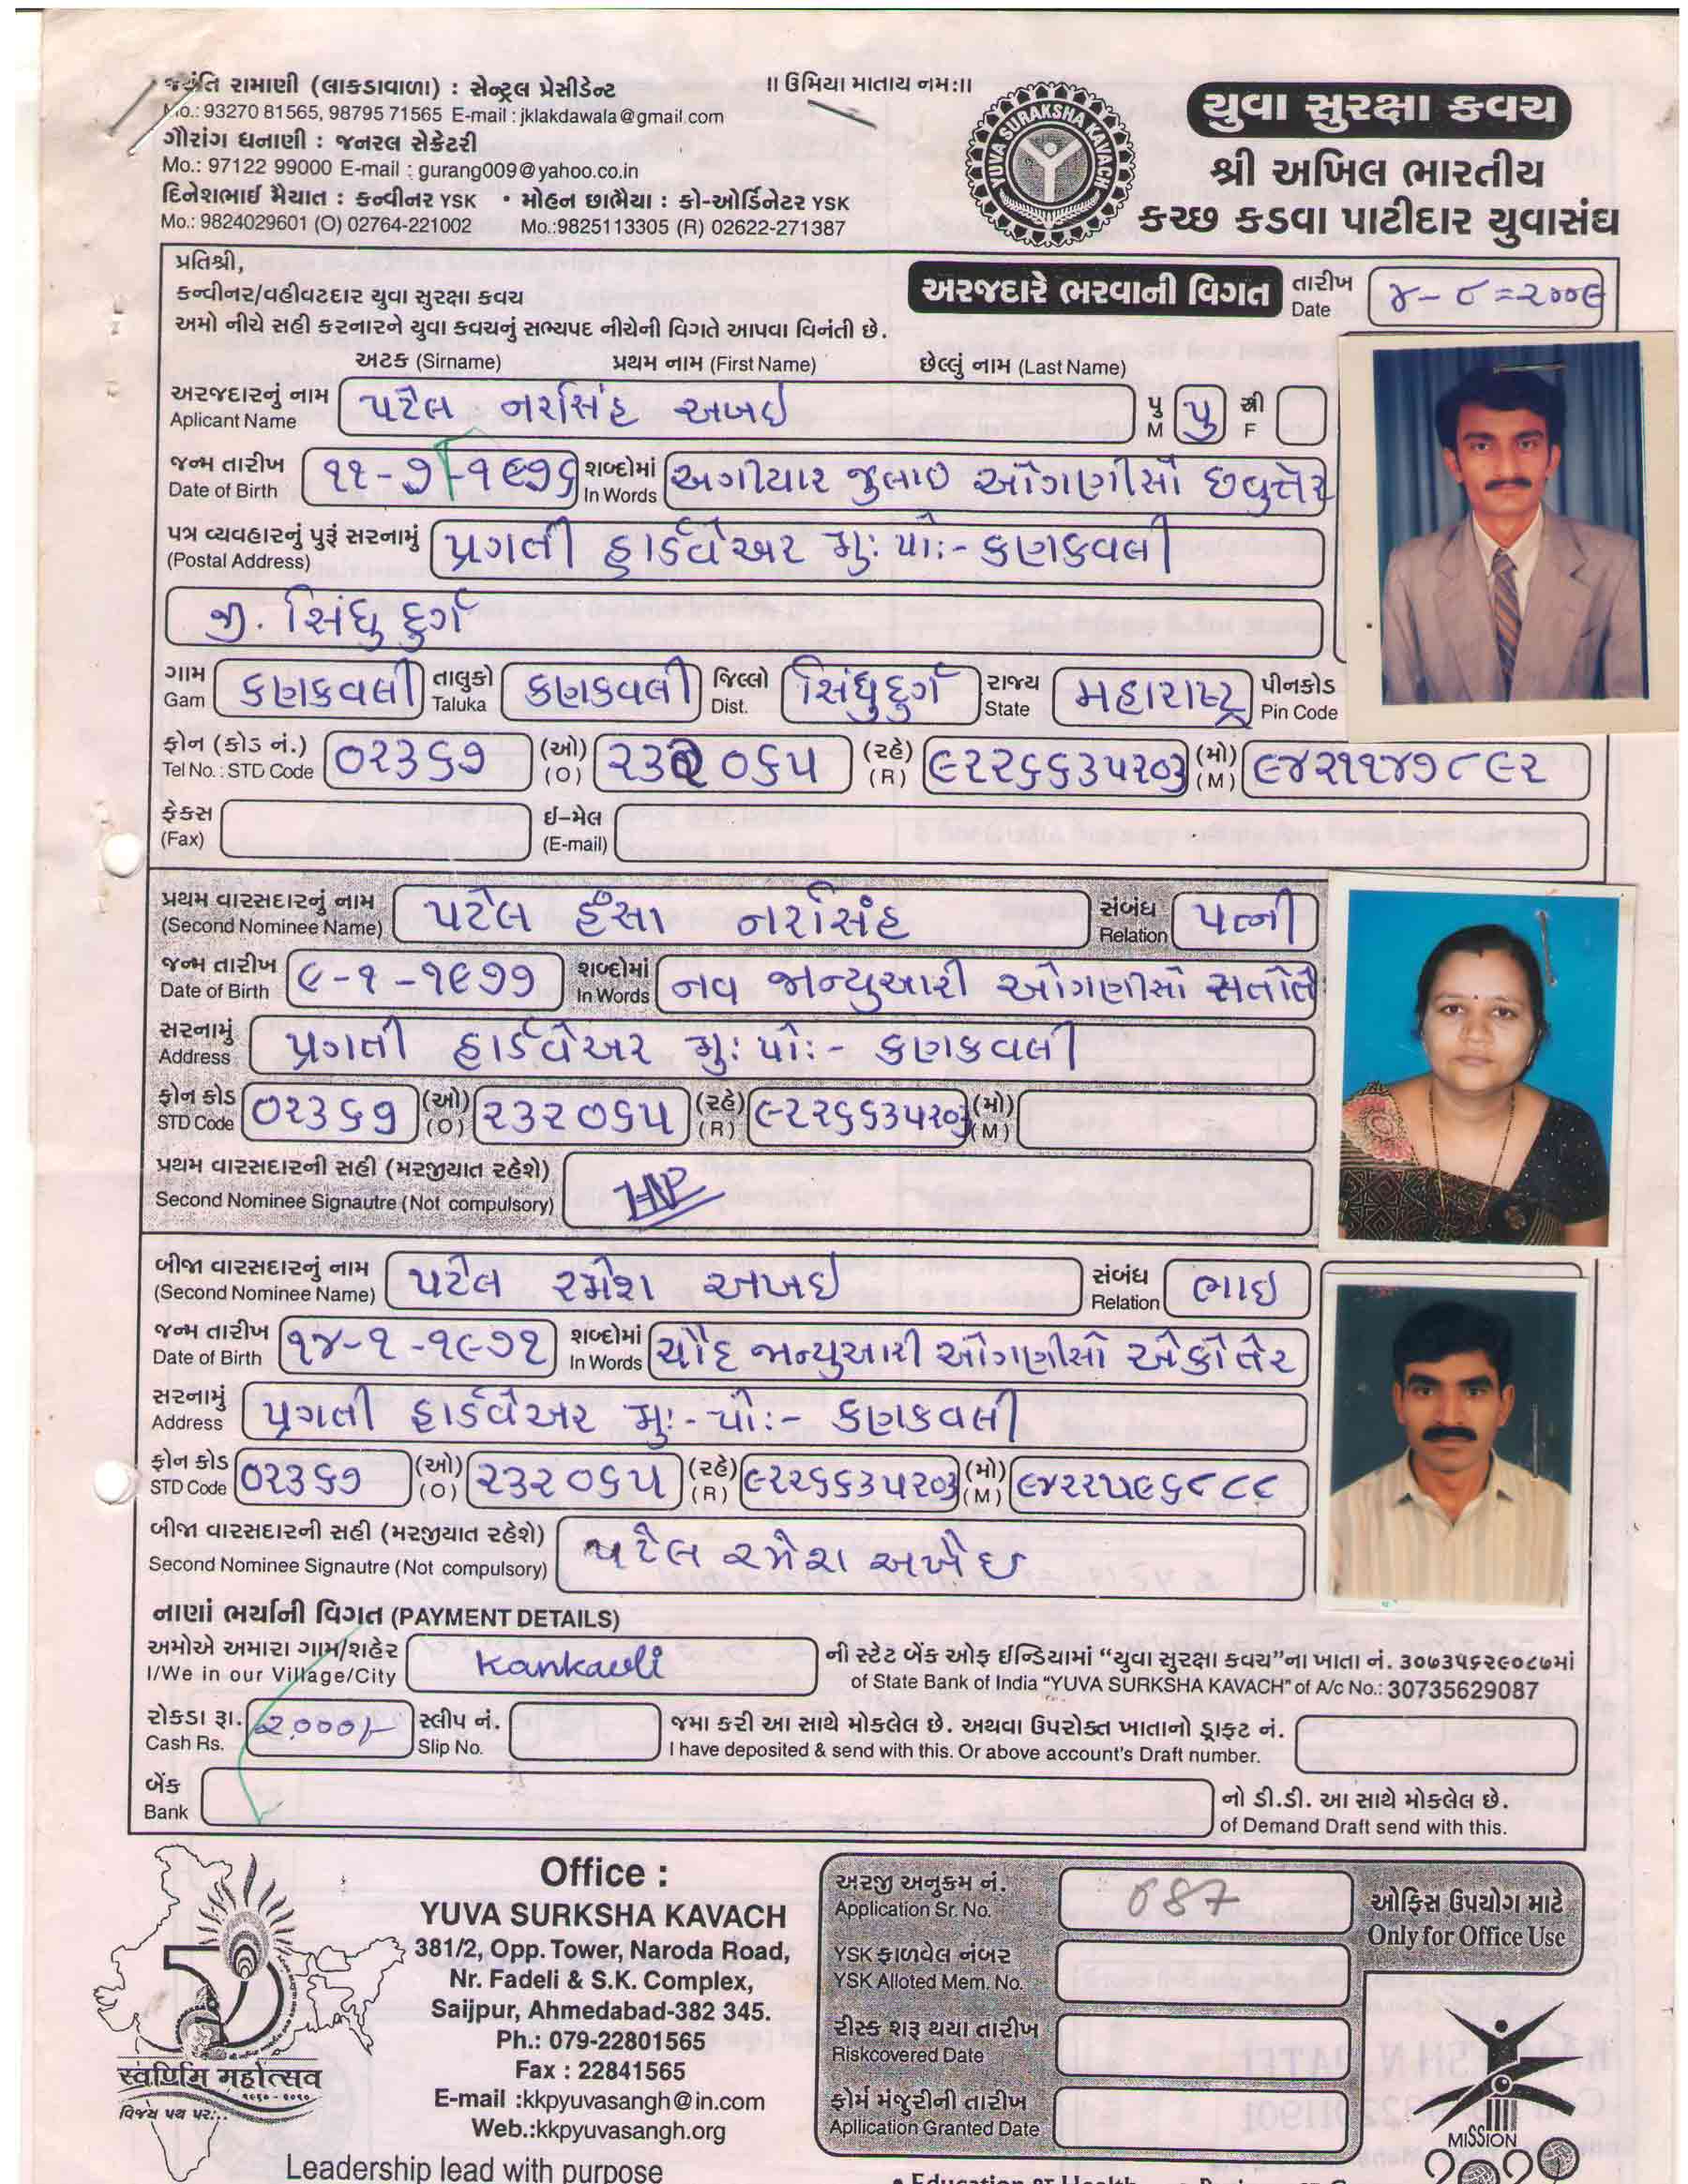 જયંતિ રામાણી (લાકડાવાળા) : સેન્ટ્રલ પ્રેસીડેન્ટ
Mo.: 93270 81565, 98795 71565 E-mail : jklakdawala@gmail.com
ગૌરાંગ ધનાણી : જનરલ સેક્રેટરી
Mo.: 97122 99000 E-mail : gurang009@yahoo.co.in
દિનેશભાઈ મૈયાત : કન્વીનર YSK • મોહન છાભૈયા : કો-ઓર્ડિનેટર YSK
Mo.: 9824029601 (O) 02764-221002 Mo.:9825113305 (R) 02622-271387
॥ ઉમિયા માતાય નમ:॥
YUVA SURAKSHA KAVACH
યુવા સુરક્ષા કવચ
શ્રી અખિલ ભારતીય
કચ્છ કડવા પાટીદાર યુવાસંઘ
પ્રતિશ્રી,
કન્વીનર/વહીવટદાર યુવા સુરક્ષા કવચ
અમો નીચે સહી કરનારને યુવા કવચનું સભ્યપદ નીચેની વિગતે આપવા વિનંતી છે.
અરજદારે ભરવાની વિગત
તારીખ ૪-૮=૨૦૦૯
Date
અટક (Sirname) પ્રથમ નામ (First Name) છેલ્લું નામ (Last Name)
અરજદારનું નામ પટેલ નરસિંહ અખઇ પુ પુ સ્રી
Aplicant Name M F
જન્મ તારીખ ૧૧-૭-૧૯૭૬ શબ્દોમાં અગીયાર જુલાઇ ઓગણીસો છવુત્તેર
Date of Birth In Words
પત્ર વ્યવહારનું પુરૂં સરનામું પ્રગતી હાર્ડવેઅર મુઃ પોઃ- કણકવલી
(Postal Address)
જી. સિંધુ દુર્ગ
ગામ કણકવલી તાલુકો કણકવલી જિલ્લો સિંધુદુર્ગ રાજ્ય મહારાષ્ટ્ર પીનકોડ
Gam Taluka Dist. State Pin Code
ફોન (કોડ નં.) ૦૨૩૬૭ (ઓ) ૨૩૨૦૬૫ (રહે) ૯૨૨૬૬૩૫૨૦૩ (મો) ૯૪૨૧૧૪૭૮૯૨
Tel No. : STD Code (O) (R) (M)
ફેકસ ઈ-મેલ
(Fax) (E-mail)
પ્રથમ વારસદારનું નામ પટેલ હંસા નરસિંહ સંબંધ પત્ની
(Second Nominee Name) Relation
જન્મ તારીખ ૯-૧-૧૯૭૭ શબ્દોમાં નવ જાન્યુઆરી ઓગણીસો
Date of Birth In Words
સરનામું પ્રગતી હાર્ડવેઅર મુઃ પોઃ- કણકવલી
Address
ફોન કોડ ૦૨૩૬૭ (ઓ) ૨૩૨૦૬૫ (રહે) ૯૨૨૬૬૩૫૨૦૩ (મો)
STD Code (O) (R) (M)
પ્રથમ વારસદારની સહી (મરજીયાત રહેશે) HNP
Second Nominee Signautre (Not compulsory)
બીજા વારસદારનું નામ પટેલ રમેશ અખઇ સંબંધ ભાઇ
(Second Nominee Name) Relation
જન્મ તારીખ ૧૪-૧-૧૯૭૧ શબ્દોમાં ચૌદ જાન્યુઆરી ઓગણીસો એકોતેર
Date of Birth In Words
સરનામું પ્રગતી હાર્ડવેઅર મુઃ-પોઃ- કણકવલી
Address
ફોન કોડ ૦૨૩૬૭ (ઓ) ૨૩૨૦૬૫ (રહે) ૯૨૨૬૬૩૫૨૦૩ (મો) ૯૪૨૨૫૯૬૮૮૮
STD Code (O) (R) (M)
બીજા વારસદારની સહી (મરજીયાત રહેશે) પટેલ રમેશ અખૈઇ
Second Nominee Signautre (Not compulsory)
નાણાં ભર્યાની વિગત (PAYMENT DETAILS)
અમોએ અમારા ગામ/શહેર Kankavli ની સ્ટેટ બેંક ઓફ ઈન્ડિયામાં “યુવા સુરક્ષા કવચ”ના ખાતા નં. ૩૦૭૩૫૬૨૯૦૮૭માં
I/We in our Village/City of State Bank of India "YUVA SURKSHA KAVACH" of A/c No.: 30735629087
રોકડા રૂા. 2000/- સ્લીપ નં. જમા કરી આ સાથે મોકલેલ છે. અથવા ઉપરોક્ત ખાતાનો ડ્રાફ્ટ નં.
Cash Rs. Slip No. I have deposited & send with this. Or above account's Draft number.
બેંક નો ડી.ડી. આ સાથે મોકલેલ છે.
Bank of Demand Draft send with this.
स्वर्णिम महोत्सव
१९६०-२०१०
વિજય પથ પર...
Office :
YUVA SURKSHA KAVACH
381/2, Opp. Tower, Naroda Road,
Nr. Fadeli & S.K. Complex,
Saijpur, Ahmedabad-382 345.
Ph.: 079-22801565
Fax : 22841565
E-mail :kkpyuvasangh@in.com
Web.:kkpyuvasangh.org
Leadership lead with purpose
અરજી અનુક્રમ નં. 687
Application Sr. No.
ઓફિસ ઉપયોગ માટે
Only for Office Use
YSK ફાળવેલ નંબર
YSK Alloted Mem. No.
રીસ્ક શરૂ થયા તારીખ
Riskcovered Date
ફોર્મ મંજુરીની તારીખ
Apllication Granted Date
MISSION
2020